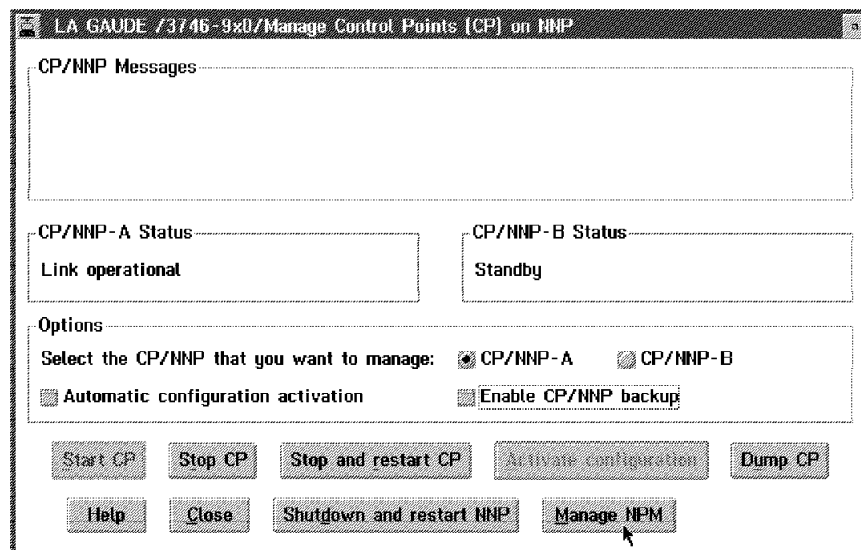 LA GAUDE /3746-9x0/Manage Control Points (CP) on NNP
CP/NNP Messages
CP/NNP-A Status
CP/NNP-B Status
Link operational
Standby
Options
Select the CP/NNP that you want to manage: CP/NNP-A CP/NNP-B
Automatic configuration activation Enable CP/NNP backup
Start CP Stop CP Stop and restart CP Activate configuration Dump CP
Help Close Shutdown and restart NNP Manage NPM